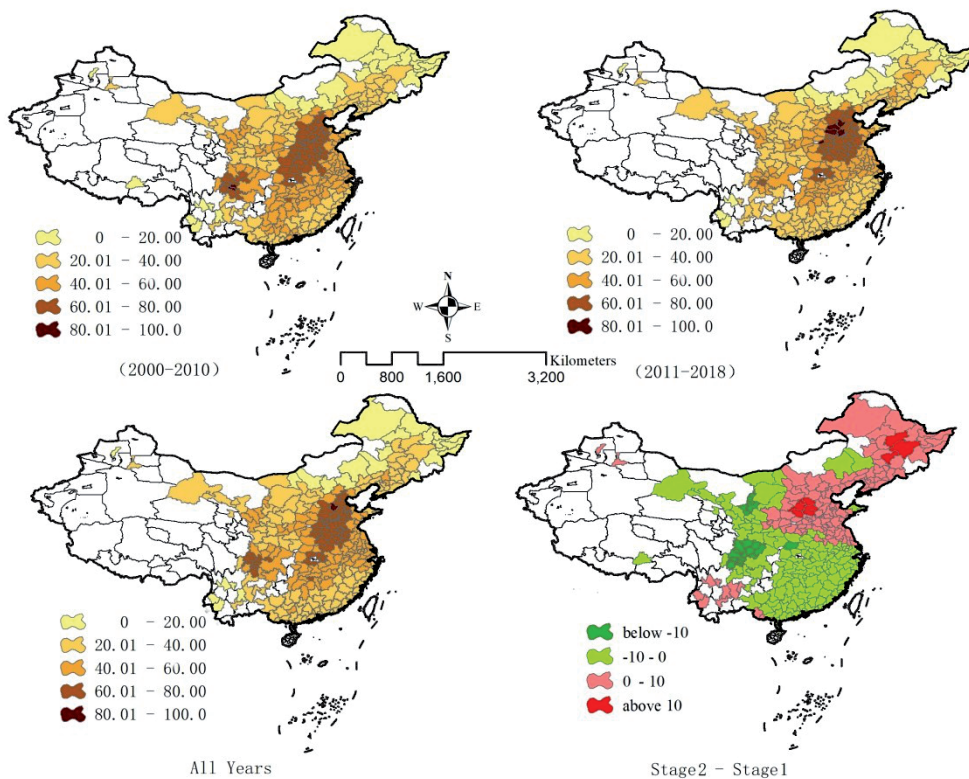 0 - 20.00
20.01 - 40.00
40.01 - 60.00
60.01 - 80.00
80.01 - 100.0
(2000-2010)
0 - 20.00
20.01 - 40.00
40.01 - 60.00
60.01 - 80.00
80.01 - 100.0
(2011-2018)
N
W E
S
Kilometers
0 800 1,600 3,200
0 - 20.00
20.01 - 40.00
40.01 - 60.00
60.01 - 80.00
80.01 - 100.0
All Years
below -10
-10 - 0
0 - 10
above 10
Stage2 - Stage1